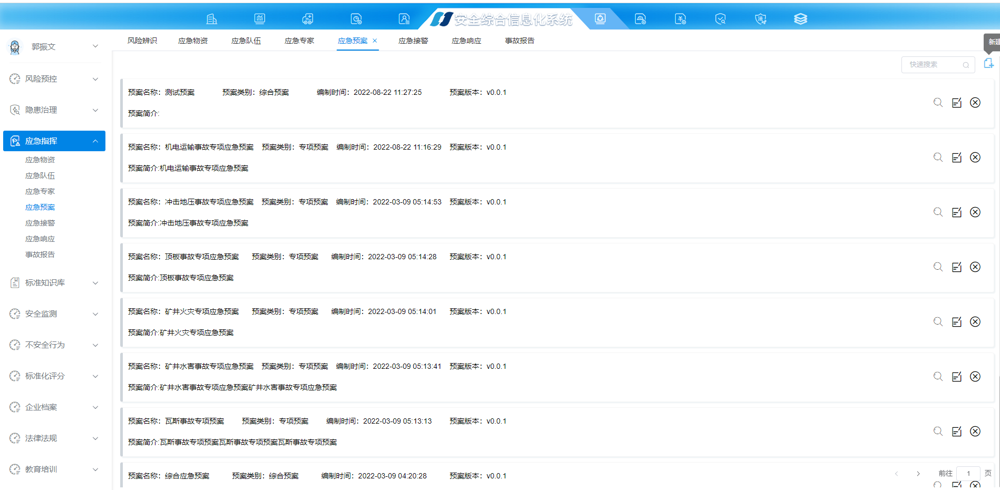 安全综合信息化系统
郭振文
风险辨识 应急物资 应急队伍 应急专家 应急预案 应急接警 应急响应 事故报告
新建
快速搜索
风险预控
隐患治理
应急指挥
应急物资
应急队伍
应急专家
应急预案
应急接警
应急响应
事故报告
标准知识库
安全监测
不安全行为
标准化评分
企业档案
法律法规
教育培训
预案名称：测试预案 预案类别：综合预案 编制时间：2022-08-22 11:27:25 预案版本：v0.0.1
预案简介:
预案名称：机电运输事故专项应急预案 预案类别：专项预案 编制时间：2022-08-22 11:16:29 预案版本：v0.0.1
预案简介:机电运输事故专项应急预案
预案名称：冲击地压事故专项应急预案 预案类别：专项预案 编制时间：2022-03-09 05:14:53 预案版本：v0.0.1
预案简介:冲击地压事故专项应急预案
预案名称：顶板事故专项应急预案 预案类别：专项预案 编制时间：2022-03-09 05:14:28 预案版本：v0.0.1
预案简介:顶板事故专项应急预案
预案名称：矿井火灾专项应急预案 预案类别：专项预案 编制时间：2022-03-09 05:14:01 预案版本：v0.0.1
预案简介:矿井火灾专项应急预案
预案名称：矿井水害事故专项应急预案 预案类别：专项预案 编制时间：2022-03-09 05:13:41 预案版本：v0.0.1
预案简介:矿井水害事故专项应急预案矿井水害事故专项应急预案
预案名称：瓦斯事故专项预案 预案类别：专项预案 编制时间：2022-03-09 05:13:13 预案版本：v0.0.1
预案简介:瓦斯事故专项预案瓦斯事故专项预案瓦斯事故专项预案
预案名称：综合应急预案 预案类别：综合预案 编制时间：2022-03-09 04:20:28 预案版本：v0.0.1
前往 1 页